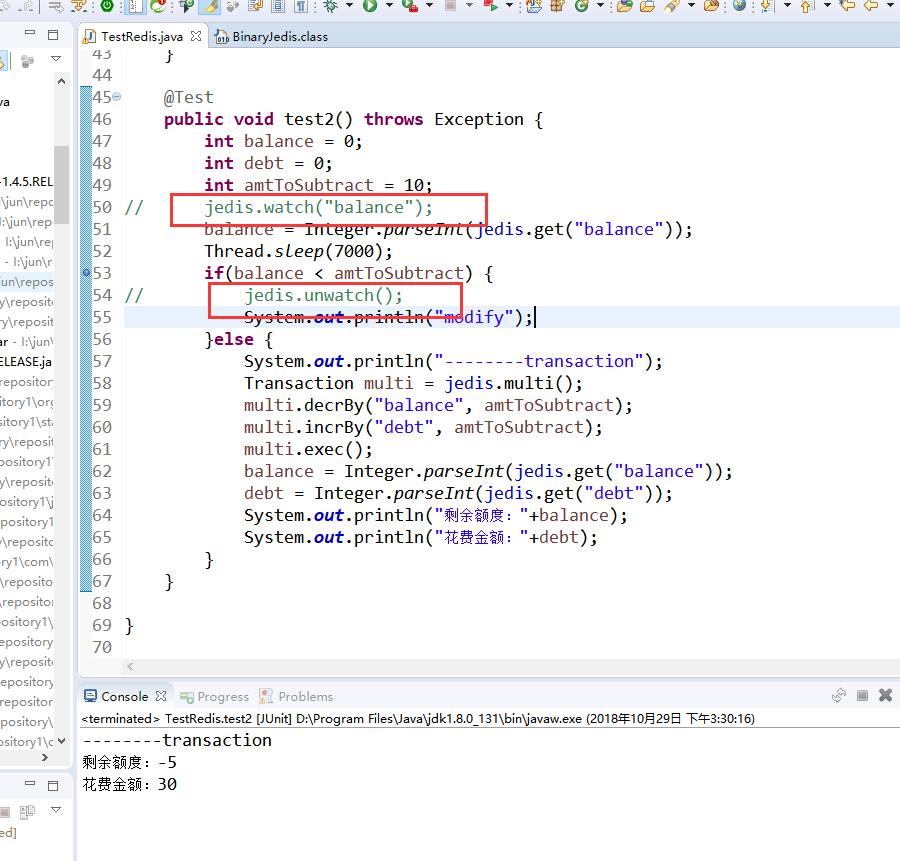 TestRedis.java
BinaryJedis.class
43 }
44
45 @Test
46 public void test2() throws Exception {
47 int balance = 0;
48 int debt = 0;
49 int amtToSubtract = 10;
50 // jedis.watch("balance");
51 balance = Integer.parseInt(jedis.get("balance"));
52 Thread.sleep(7000);
53 if(balance < amtToSubtract) {
54 // jedis.unwatch();
55 System.out.println("modify");
56 }else {
57 System.out.println("--------transaction");
58 Transaction multi = jedis.multi();
59 multi.decrBy("balance", amtToSubtract);
60 multi.incrBy("debt", amtToSubtract);
61 multi.exec();
62 balance = Integer.parseInt(jedis.get("balance"));
63 debt = Integer.parseInt(jedis.get("debt"));
64 System.out.println("剩余额度："+balance);
65 System.out.println("花费金额："+debt);
66 }
67 }
68
69 }
70
va
-1.4.5.REL
:\jun\repo
I:\jun\rep
- I:\jun\re
- I:\jun\r
jun\repos
y\reposito
\repositor
ar - I:\jun
ELEASE.ja
repository
itory1\org
sitory1\sta
ry\reposit
pository1\
y\reposito
ository1\j
epository1
y\reposito
ry1\com\
\repositor
ository1\
epository
y\reposit
epository
repositor
pository\
ository1\c
ed]
Console
Progress
Problems
<terminated> TestRedis.test2 [JUnit] D:\Program Files\Java\jdk1.8.0_131\bin\javaw.exe (2018年10月29日 下午3:30:16)
--------transaction
剩余额度：-5
花费金额：30